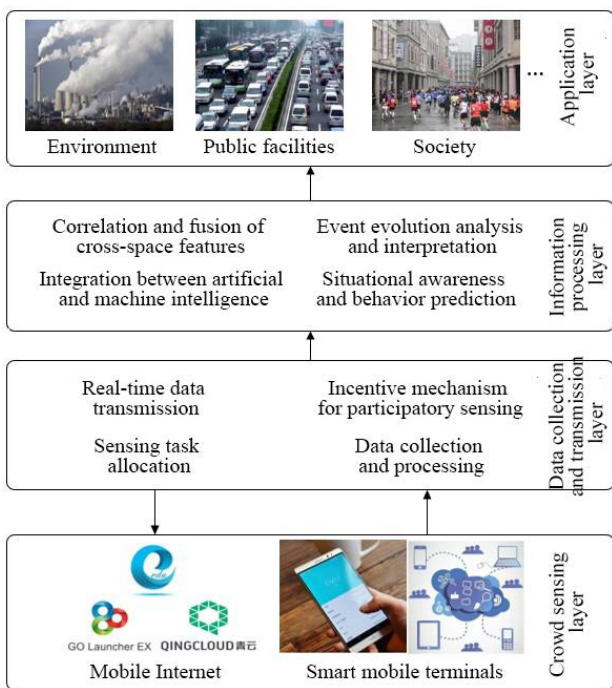 Environment
Public facilities
Society
...
Application
layer
Correlation and fusion of
cross-space features
Event evolution analysis
and interpretation
Integration between artificial
and machine intelligence
Situational awareness
and behavior prediction
Information
processing
layer
Real-time data
transmission
Incentive mechanism
for participatory sensing
Sensing task
allocation
Data collection
and processing
Data collection
and transmission
layer
GO Launcher EX
QINGCLOUD青云
Mobile Internet
Smart mobile terminals
Crowd sensing
layer